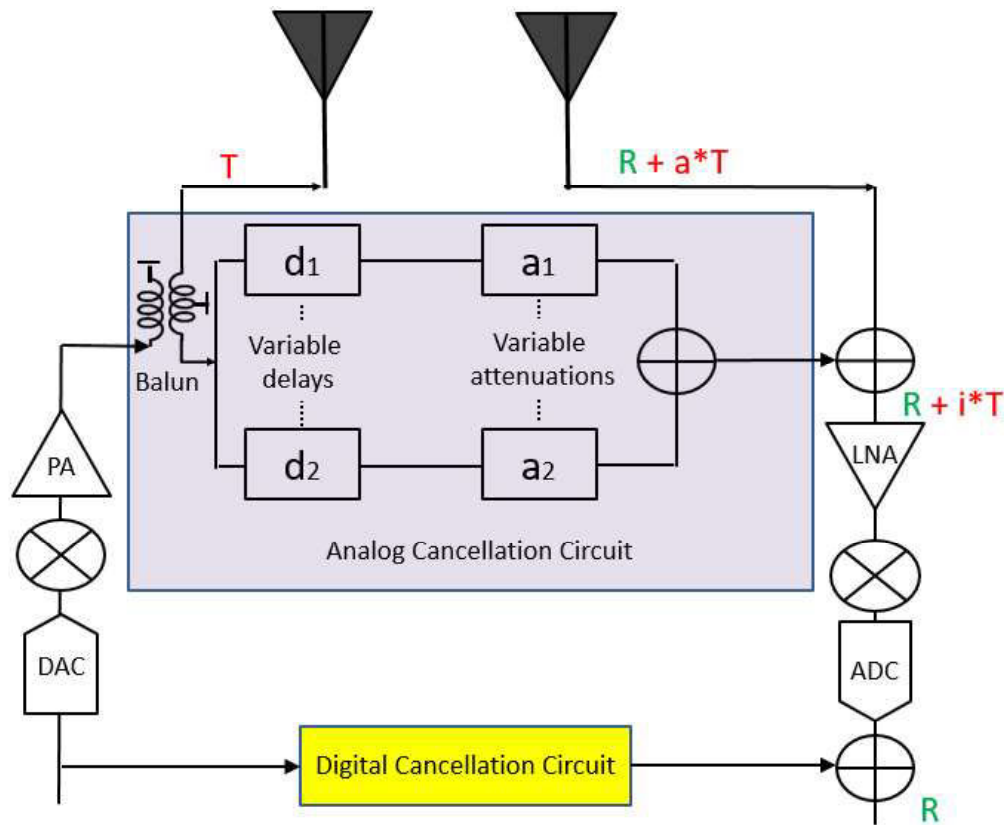 T
R + a*T
d1
a1
Variable
delays
Variable
attenuations
Balun
R + i*T
PA
LNA
d2
a2
Analog Cancellation Circuit
DAC
ADC
Digital Cancellation Circuit
R